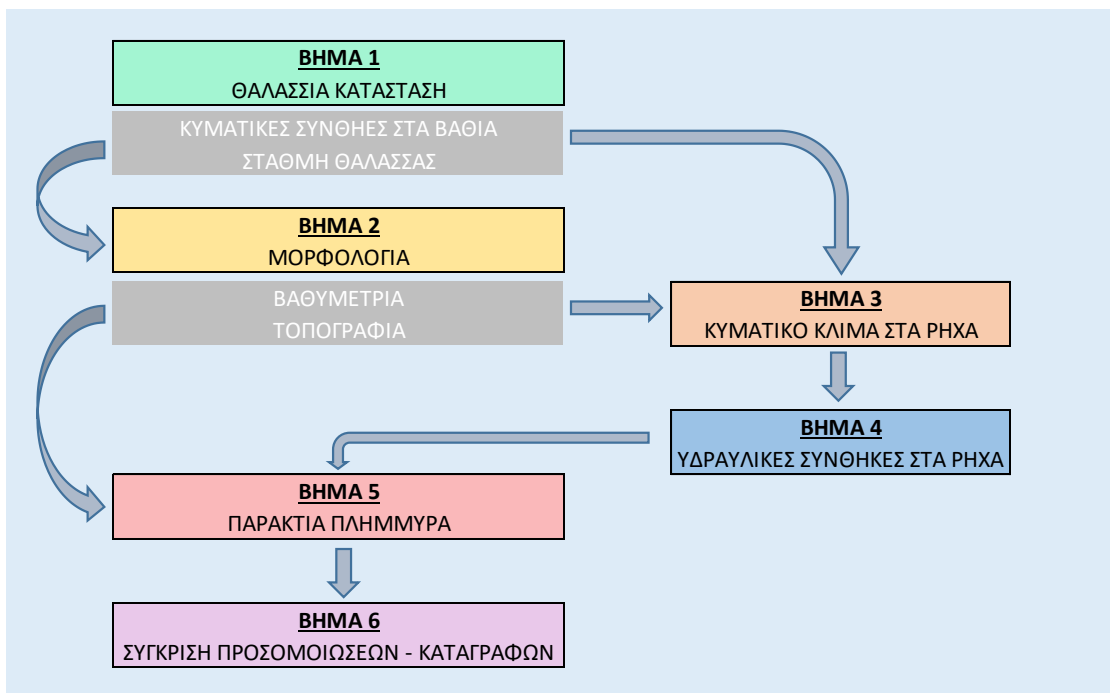 ΒΗΜΑ 1
ΘΑΛΑΣΣΙΑ ΚΑΤΑΣΤΑΣΗ
ΚΥΜΑΤΙΚΕΣ ΣΥΝΘΗΕΣ ΣΤΑ ΒΑΘΙΑ
ΣΤΑΘΜΗ ΘΑΛΑΣΣΑΣ
ΒΗΜΑ 2
ΜΟΡΦΟΛΟΓΙΑ
ΒΑΘΥΜΕΤΡΙΑ
ΤΟΠΟΓΡΑΦΙΑ
ΒΗΜΑ 3
ΚΥΜΑΤΙΚΟ ΚΛΙΜΑ ΣΤΑ ΡΗΧΑ
ΒΗΜΑ 4
ΥΔΡΑΥΛΙΚΕΣ ΣΥΝΘΗΚΕΣ ΣΤΑ ΡΗΧΑ
ΒΗΜΑ 5
ΠΑΡΑΚΤΙΑ ΠΛΗΜΜΥΡΑ
ΒΗΜΑ 6
ΣΥΓΚΡΙΣΗ ΠΡΟΣΟΜΟΙΩΣΕΩΝ - ΚΑΤΑΓΡΑΦΩΝ